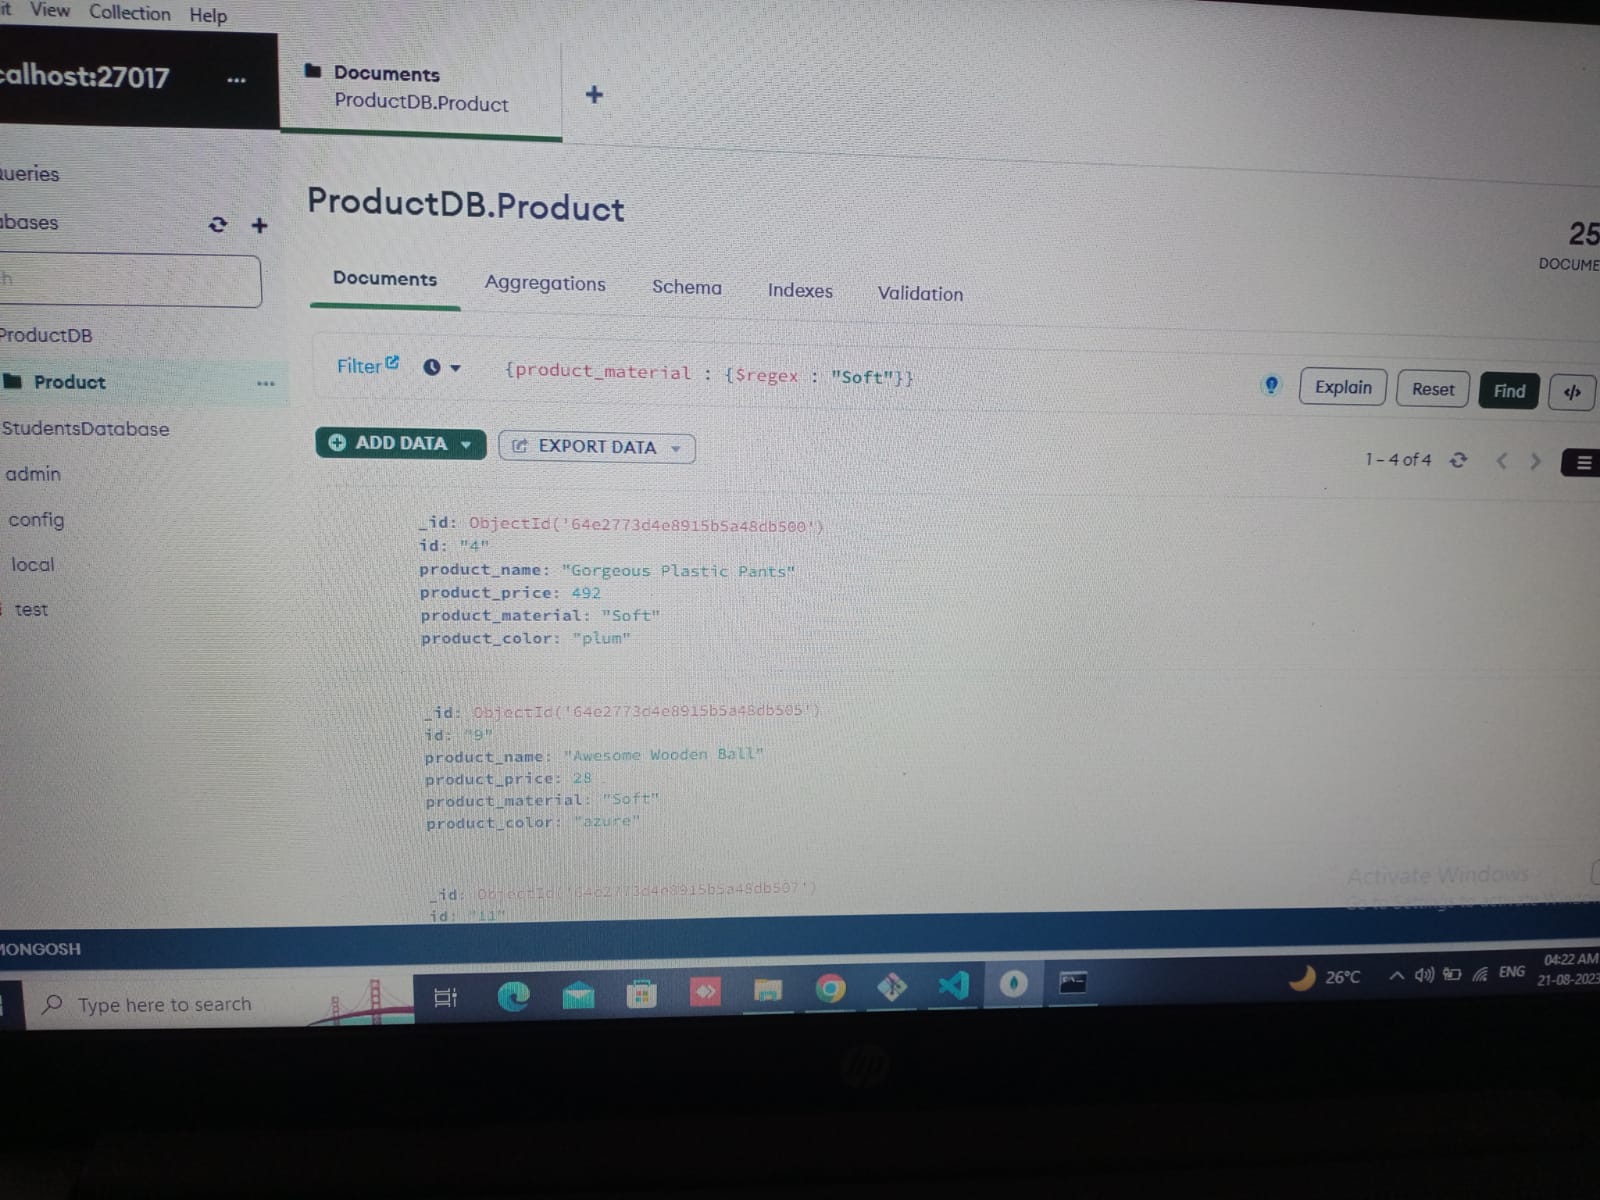 it View Collection Help
calhost:27017 ...
Documents
ProductDB.Product
ueries
abases
h
ProductDB
Product
StudentsDatabase
admin
config
local
test
ProductDB.Product
25
DOCUME
Documents Aggregations Schema Indexes Validation
Filter {product_material : {$regex : "Soft"}}
Explain Reset Find </>
ADD DATA EXPORT DATA
1 – 4 of 4
_id: ObjectId('64e2773d4e8915b5a48db500')
id: "4"
product_name: "Gorgeous Plastic Pants"
product_price: 492
product_material: "Soft"
product_color: "plum"
_id: ObjectId('64e2773d4e8915b5a48db505')
id: "9"
product_name: "Awesome Wooden Ball"
product_price: 28
product_material: "Soft"
product_color: "azure"
_id: ObjectId('64e2773d4e8915b5a48db507')
id: "11"
Activate Windows
MONGOSH
Type here to search
26°C
ENG
04:22 AM
21-08-2023
hp